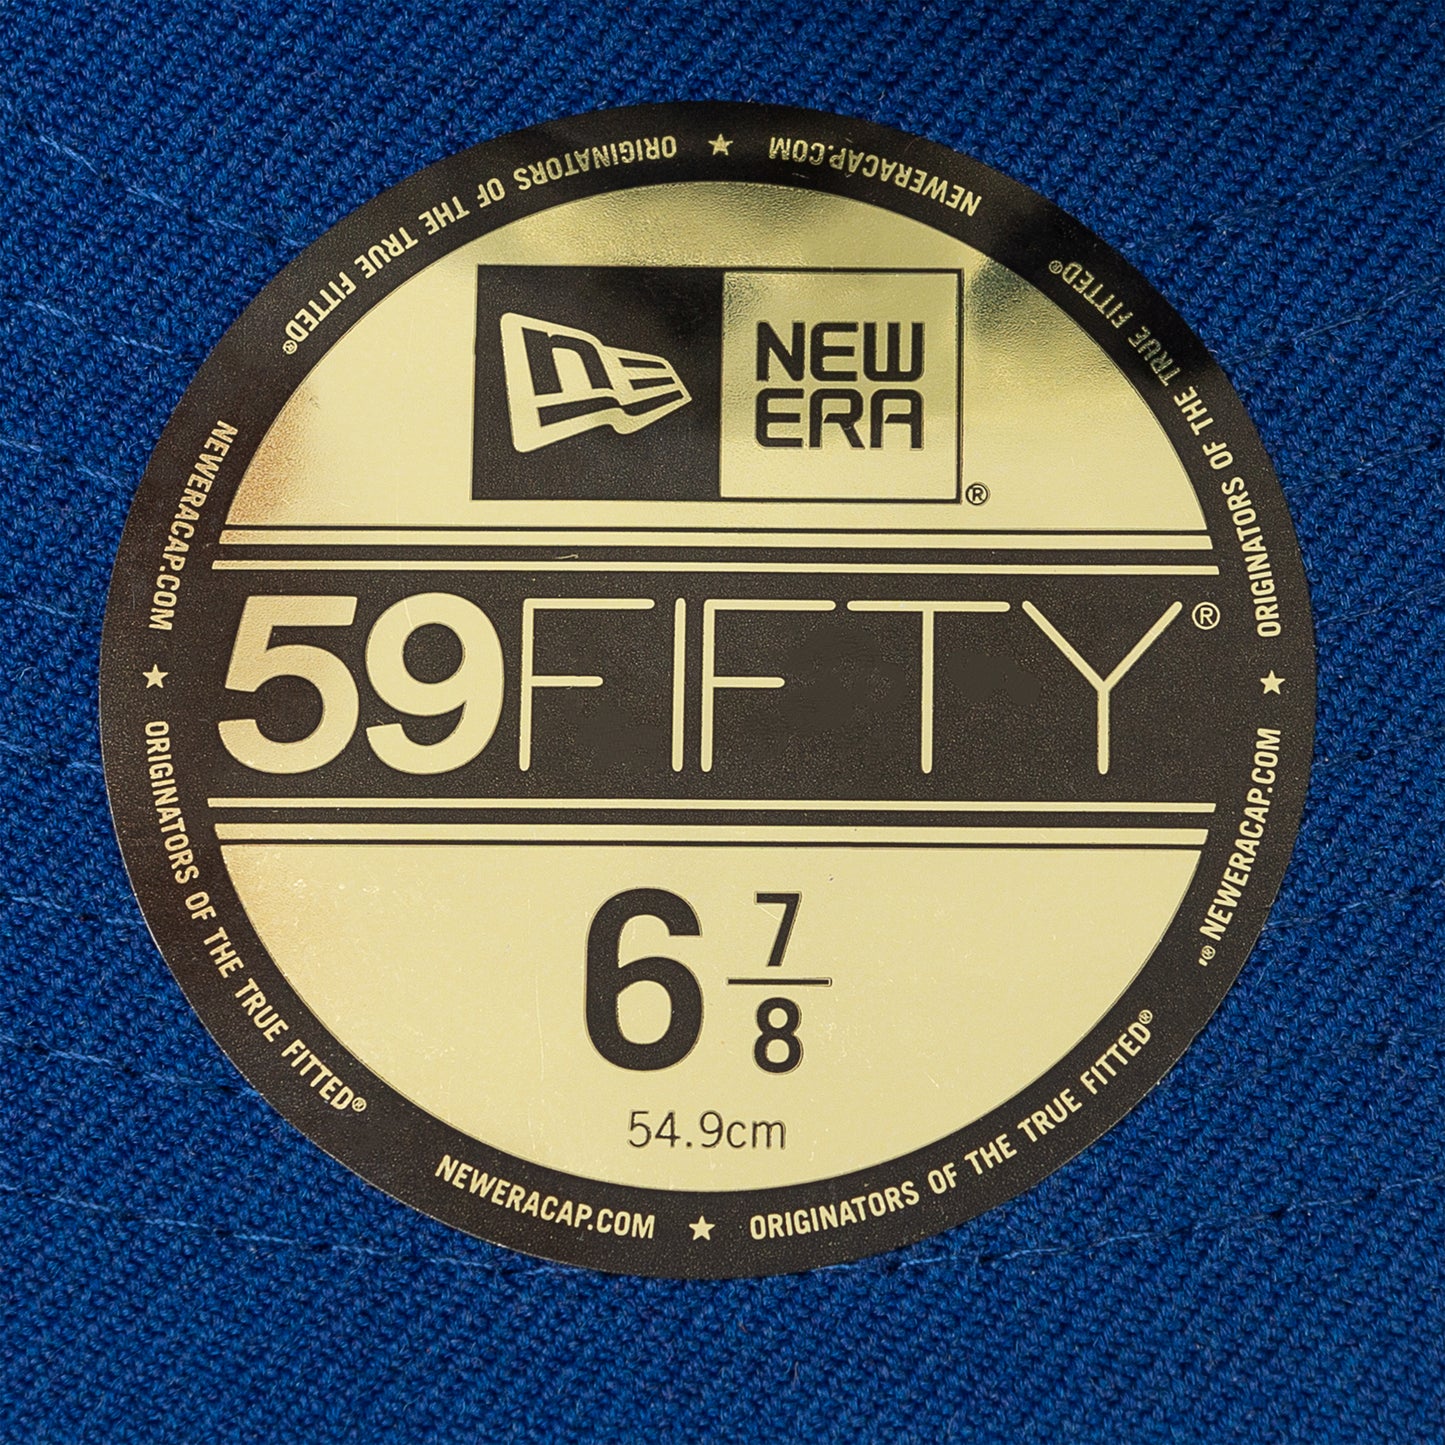 NEW
ERA
®
59FIFTY®
6 7/8
54.9cm
NEWERACAP.COM ★ ORIGINATORS OF THE TRUE FITTED®
NEWERACAP.COM ★ ORIGINATORS OF THE TRUE FITTED®
NEWERACAP.COM ★ ORIGINATORS OF THE TRUE FITTED®
NEWERACAP.COM ★ ORIGINATORS OF THE TRUE FITTED®